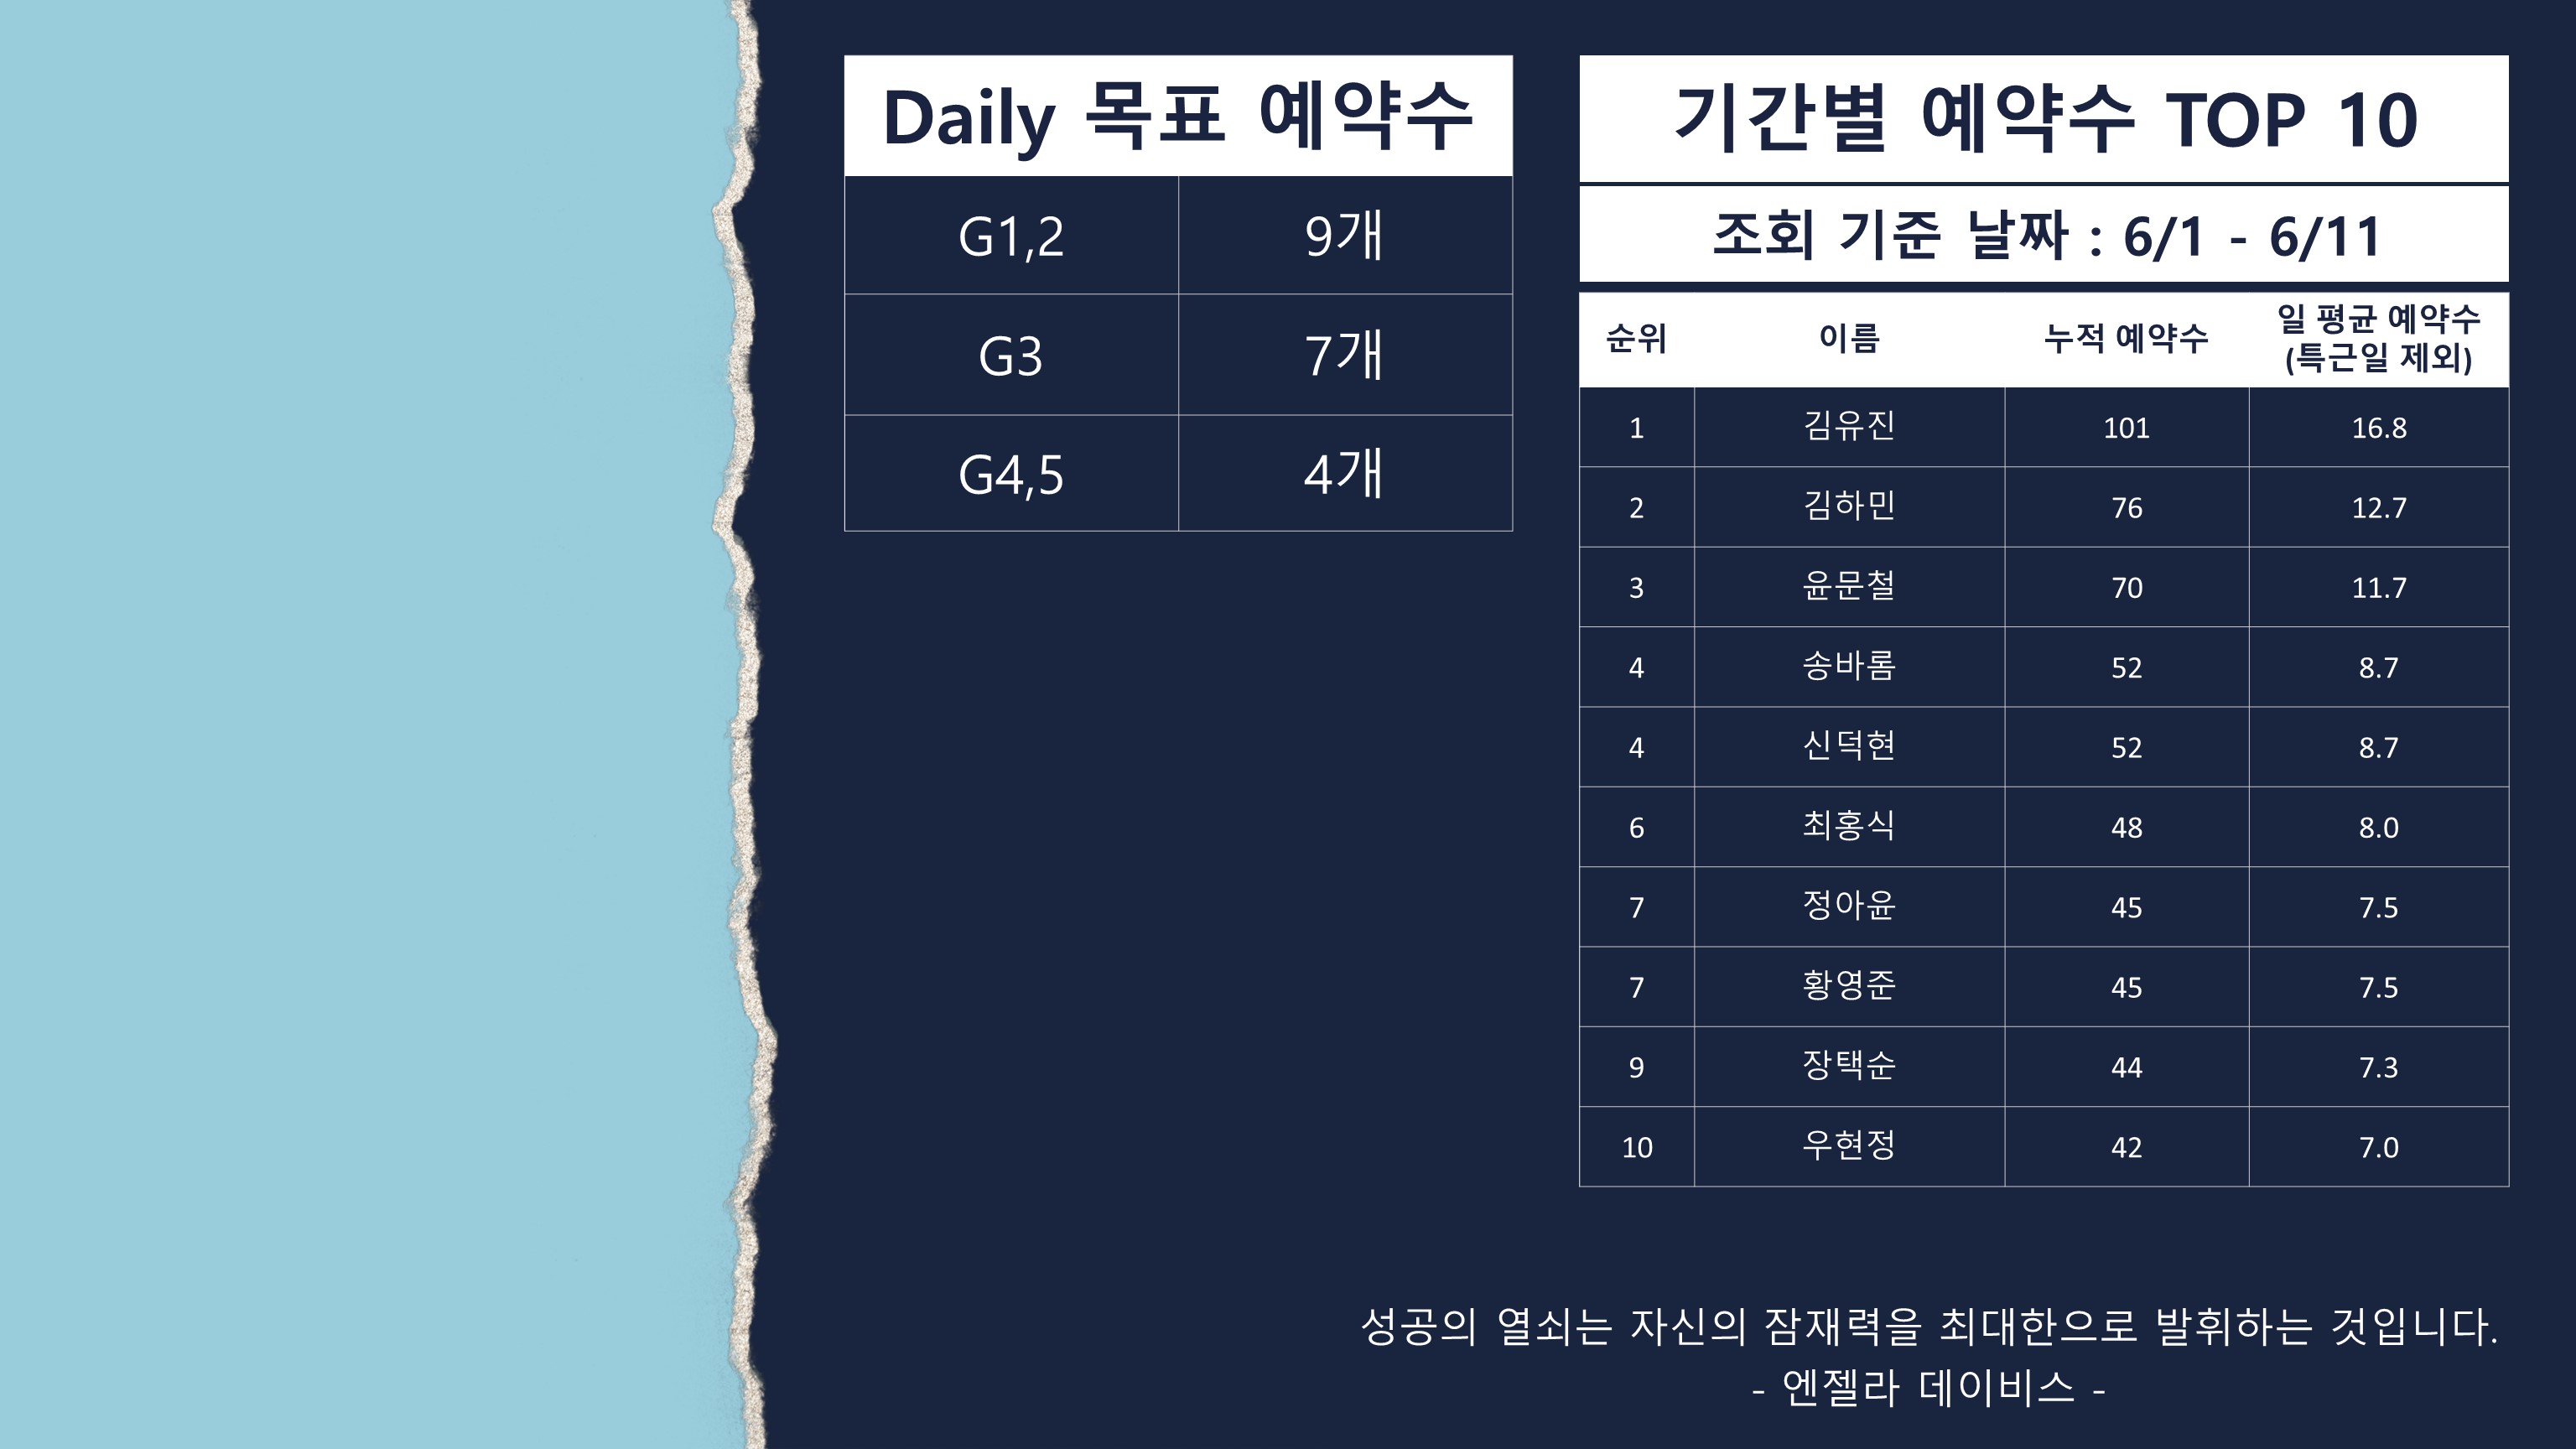 Daily 목표 예약수
G1,2 9개
G3 7개
G4,5 4개
기간별 예약수 TOP 10
조회 기준 날짜 : 6/1 - 6/11
순위 이름 누적 예약수 일 평균 예약수
(특근일 제외)
1 김유진 101 16.8
2 김하민 76 12.7
3 윤문철 70 11.7
4 송바롬 52 8.7
4 신덕현 52 8.7
6 최홍식 48 8.0
7 정아윤 45 7.5
7 황영준 45 7.5
9 장택순 44 7.3
10 우현정 42 7.0
성공의 열쇠는 자신의 잠재력을 최대한으로 발휘하는 것입니다.
- 엔젤라 데이비스 -